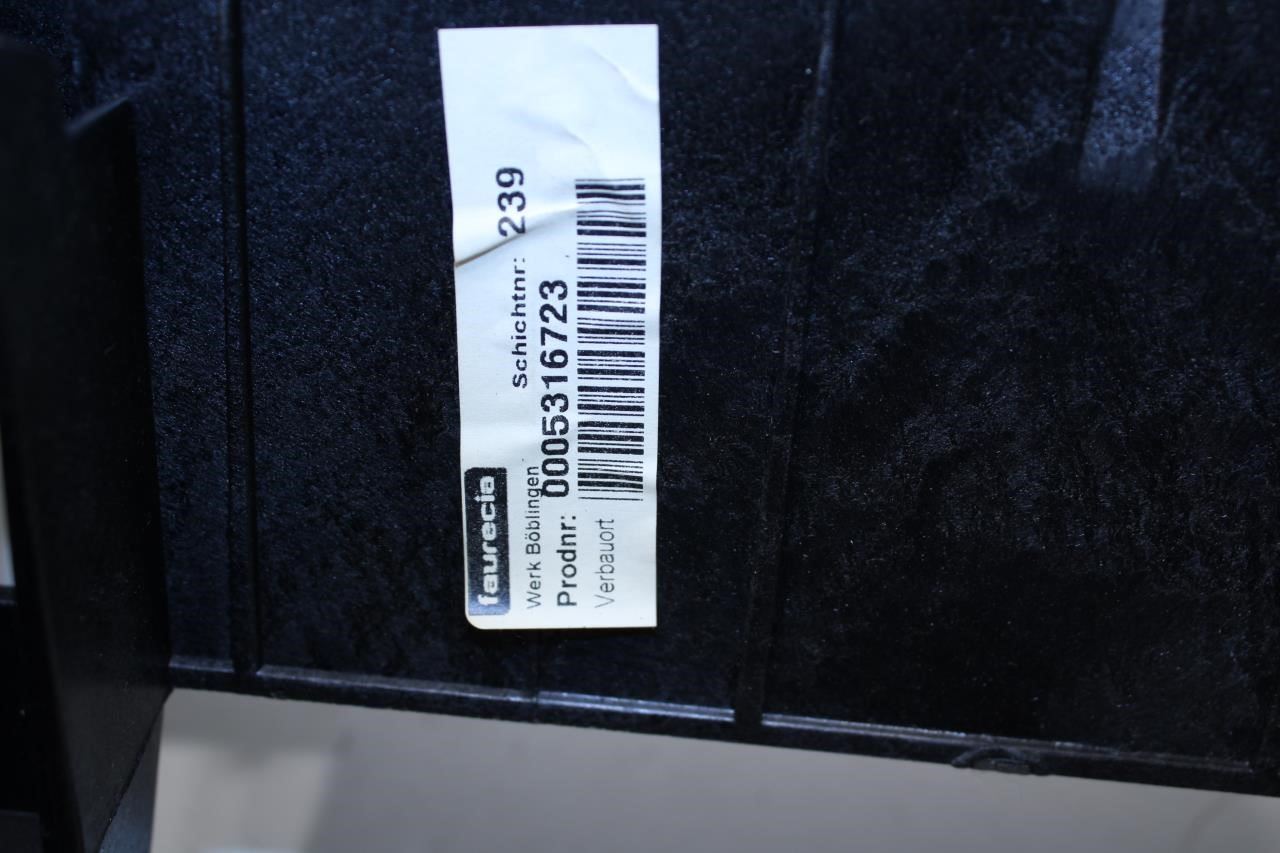 faurecia
Werk Böblingen Schichtnr: 239
Prodnr: 0005316723
Verbauort